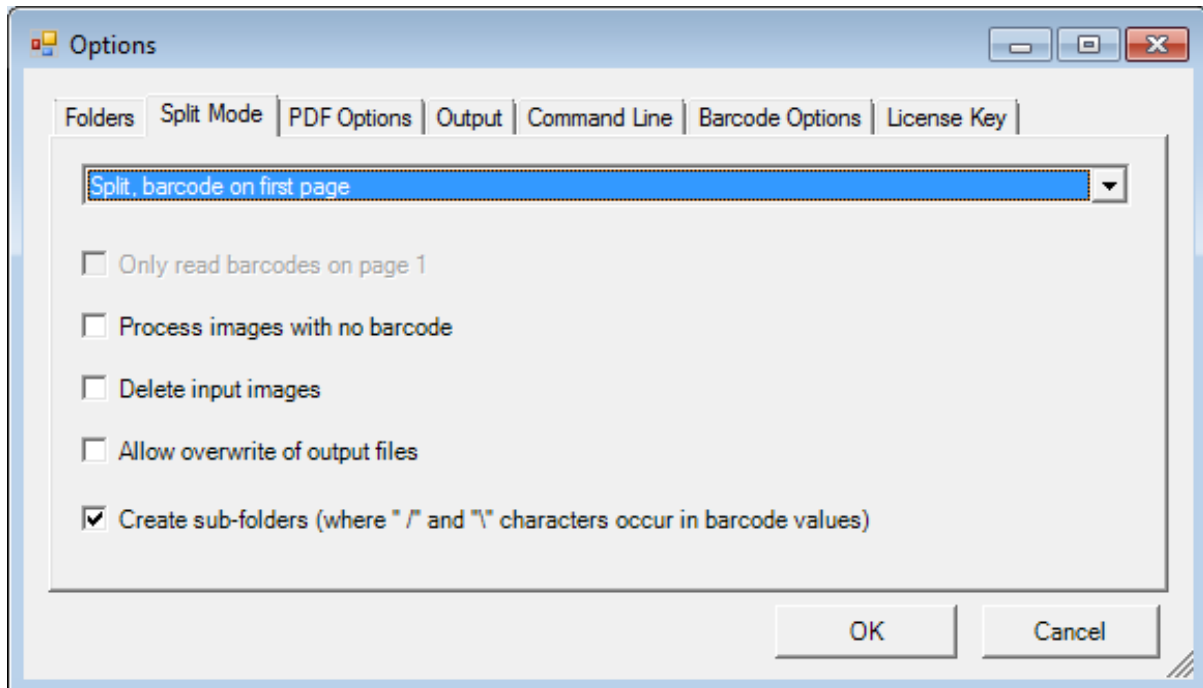 Options
Folders Split Mode PDF Options Output Command Line Barcode Options License Key
Split, barcode on first page
Only read barcodes on page 1
Process images with no barcode
Delete input images
Allow overwrite of output files
Create sub-folders (where " /" and "\" characters occur in barcode values)
OK Cancel